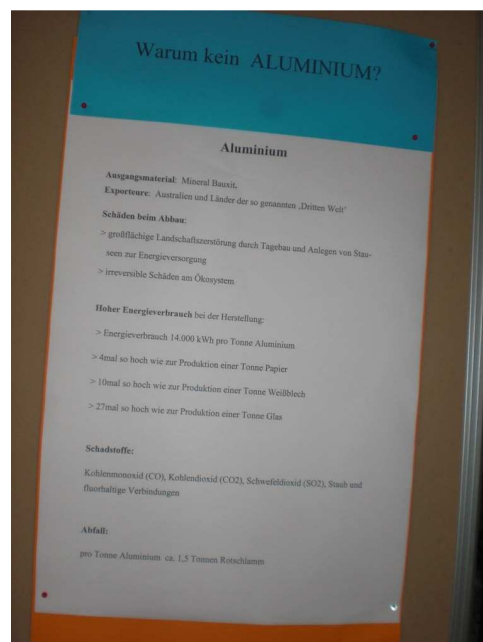 Warum kein ALUMINIUM?
Aluminium
Ausgangsmaterial: Mineral Bauxit,
Exporteure: Australien und Länder der so genannten „Dritten Welt"
Schäden beim Abbau:
> großflächige Landschaftszerstörung durch Tagebau und Anlegen von Stau-
seen zur Energieversorgung
> irreversible Schäden am Ökosystem
Hoher Energieverbrauch bei der Herstellung:
> Energieverbrauch 14.000 kWh pro Tonne Aluminium
> 4mal so hoch wie zur Produktion einer Tonne Papier
> 10mal so hoch wie zur Produktion einer Tonne Weißblech
> 27mal so hoch wie zur Produktion einer Tonne Glas
Schadstoffe:
Kohlenmonoxid (CO), Kohlendioxid (CO2), Schwefeldioxid (SO2), Staub und
fluorhaltige Verbindungen
Abfall:
pro Tonne Aluminium ca. 1,5 Tonnen Rotschlamm